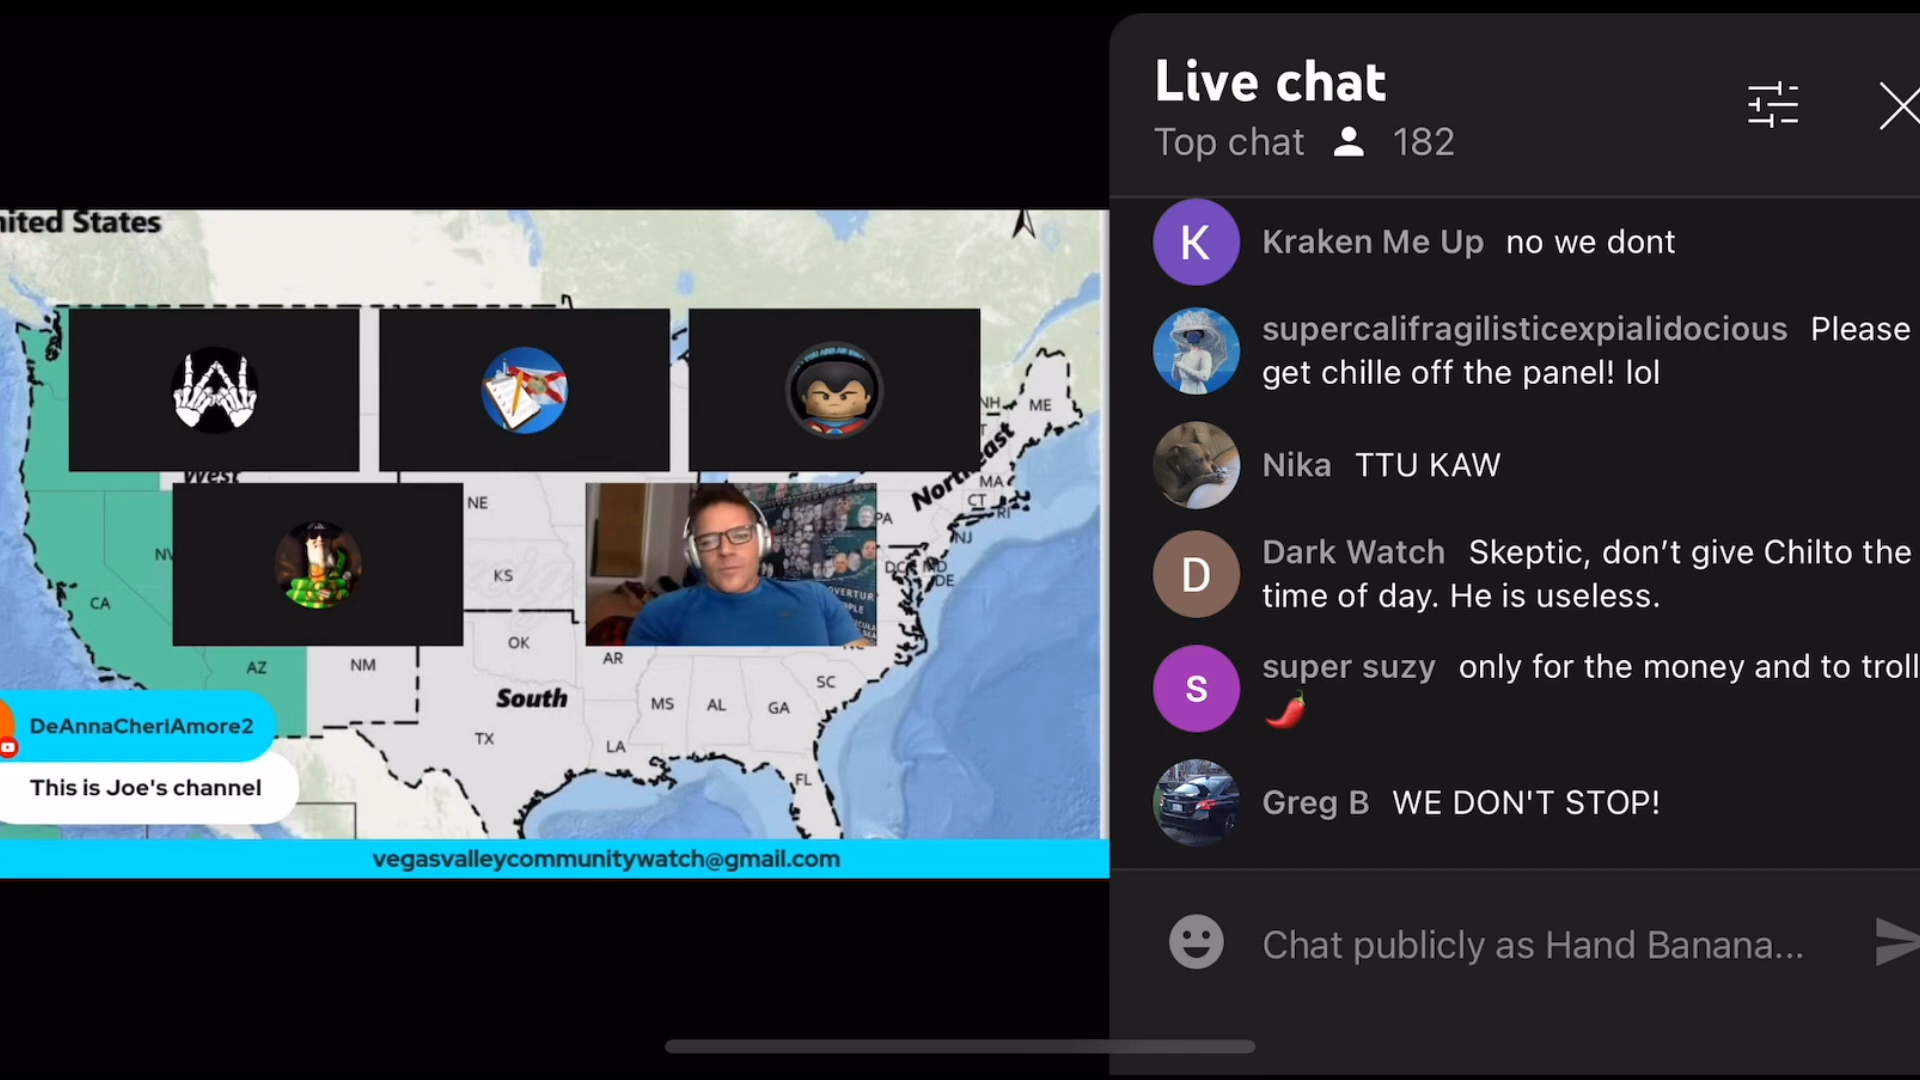 nited States
West
NH
ME
Northeast
MA
CT
RI
NE
PA
NJ
NV
DC
MD
DE
KS
CA
OVERTUR
OK
AZ
NM
AR
SC
South
MS
AL
GA
TX
LA
FL
DeAnnaCheriAmore2
This is Joe's channel
vegasvalleycommunitywatch@gmail.com
Live chat
Top chat 182
K
Kraken Me Up no we dont
supercalifragilisticexpialidocious Please
get chille off the panel! lol
Nika TTU KAW
D
Dark Watch Skeptic, don’t give Chilto the
time of day. He is useless.
s
super suzy only for the money and to troll
Greg B WE DON'T STOP!
Chat publicly as Hand Banana...